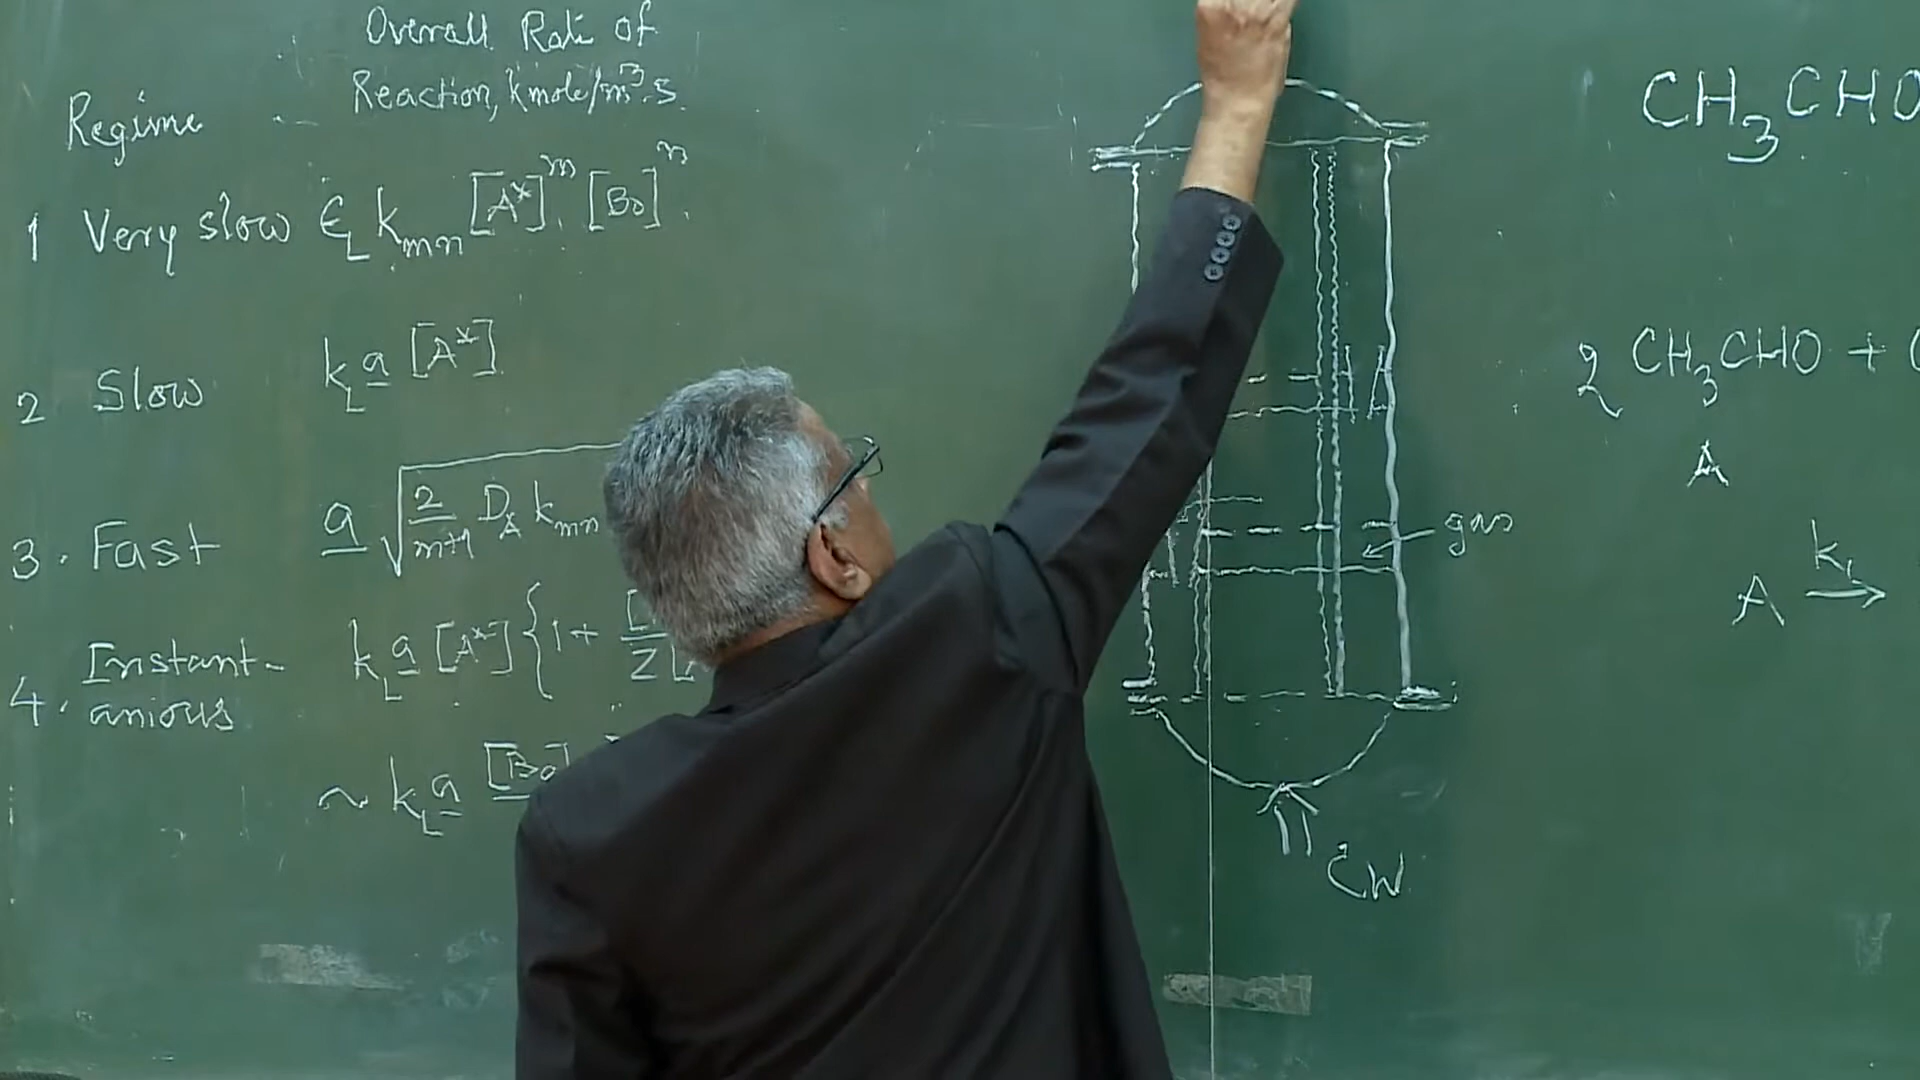 Overall Rate of
Reaction, kmole/m³.s.
Regime
1 Very slow ϵ_L k_mn [A*]^m [B₀]^n
2 Slow k_L a [A*]
3. Fast a √ 2/(m+1) D_A k_mn
4. Instant-
anious k_L a [A*] { 1 +
Z
~ k_L a [B₀]
gas
CW
CH₃CHO
2 CH₃CHO +
A
A k₁ →